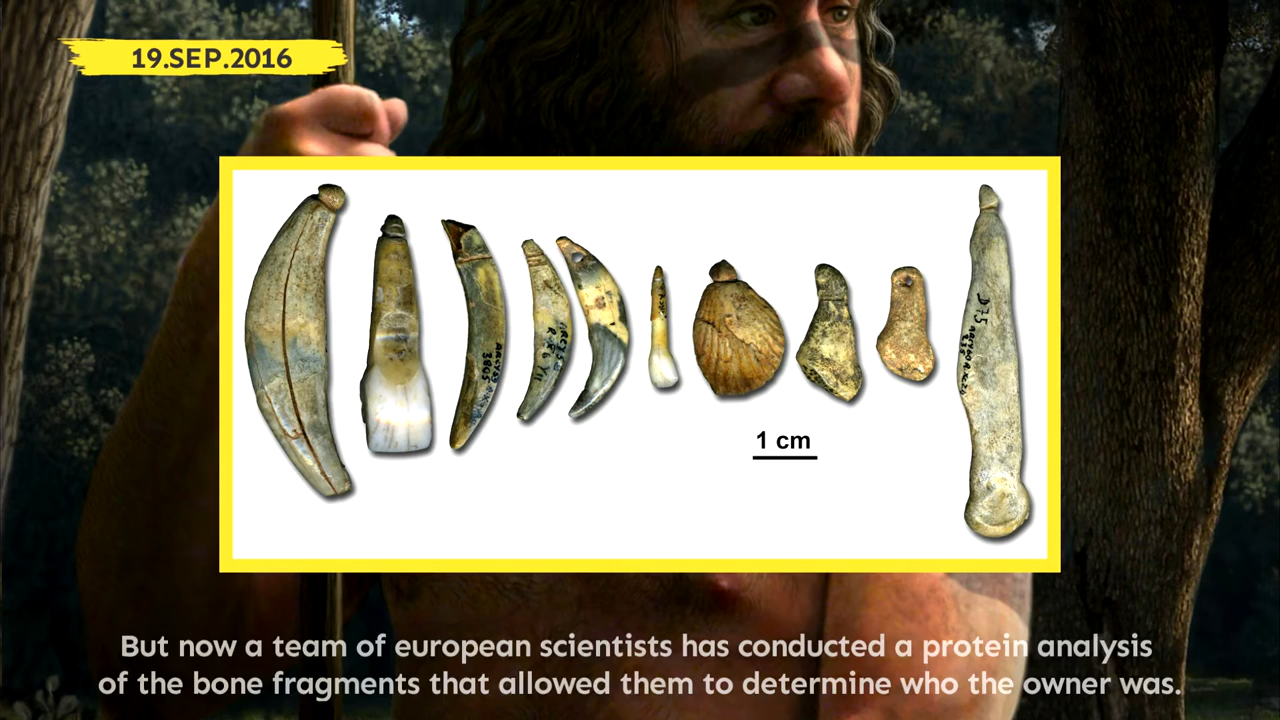 19.SEP.2016
1 cm
But now a team of european scientists has conducted a protein analysis
of the bone fragments that allowed them to determine who the owner was.